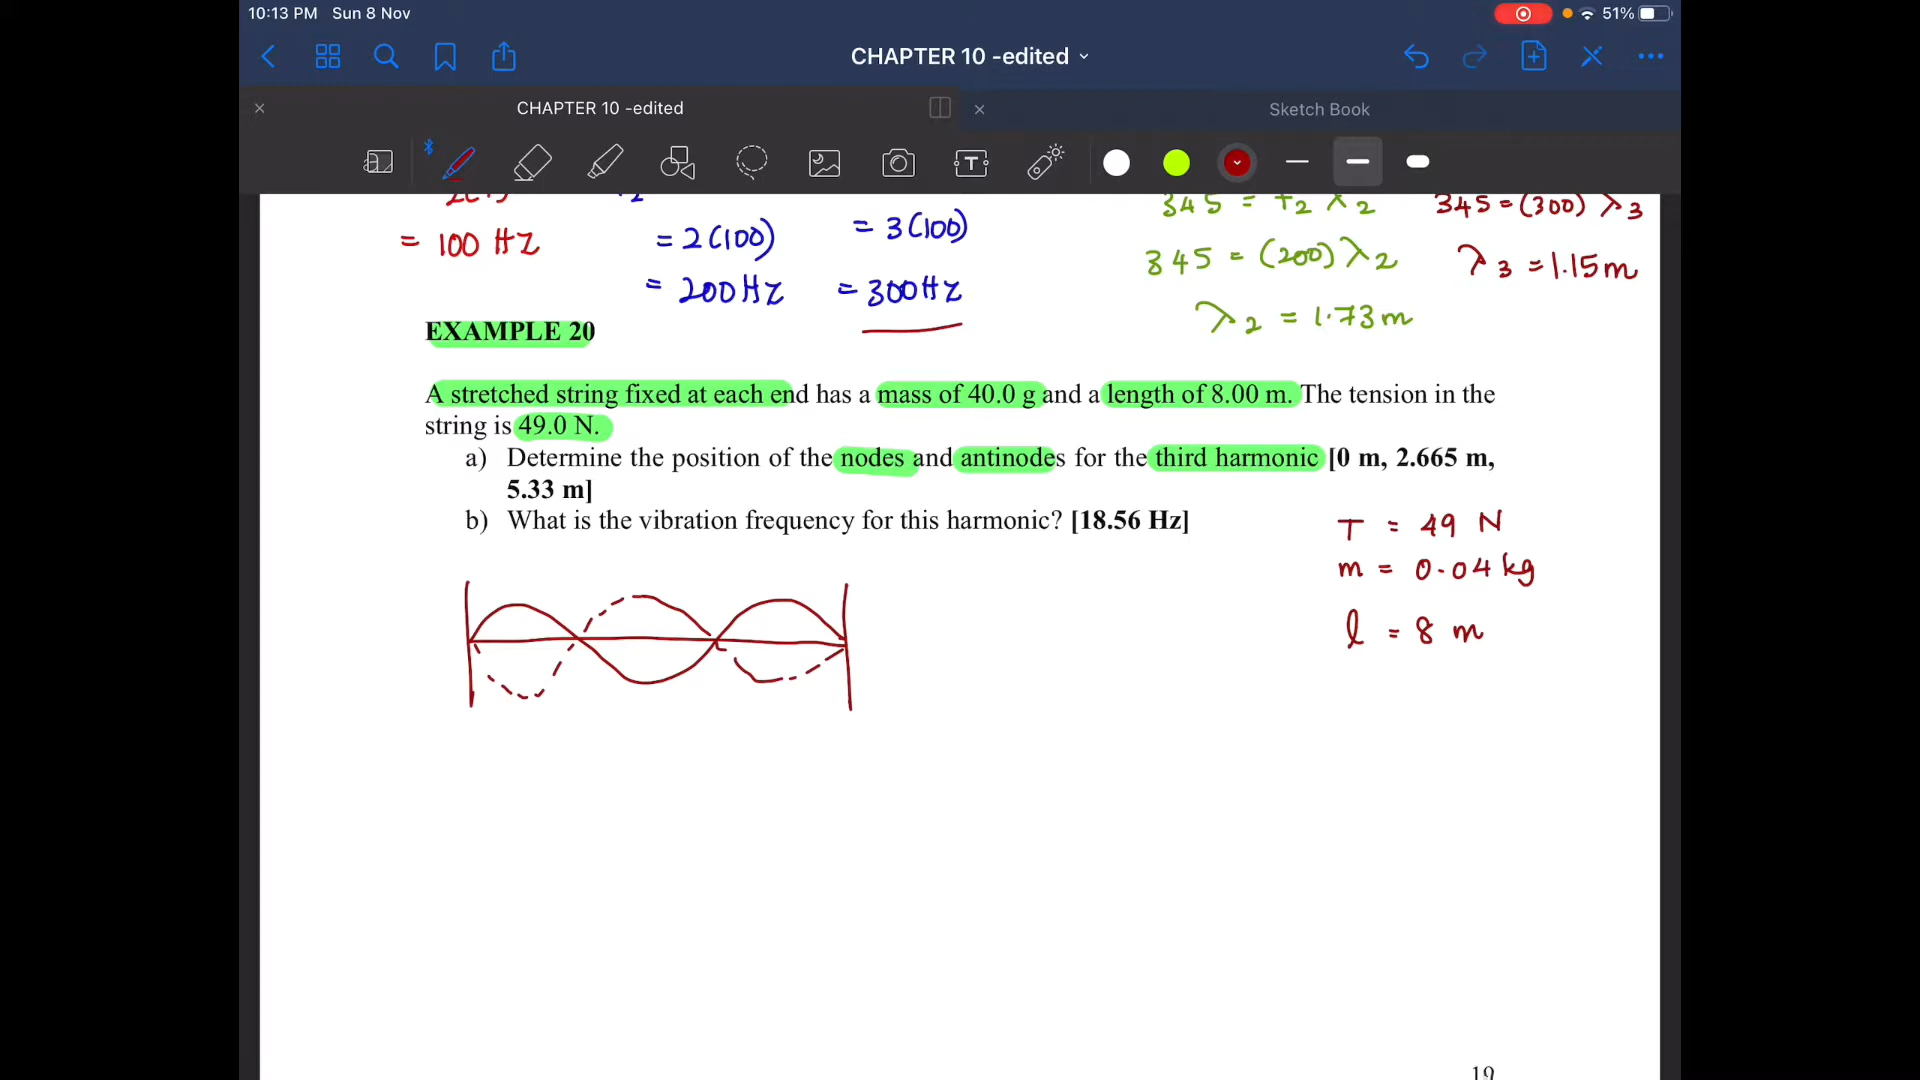 10:13 PM Sun 8 Nov
51%
CHAPTER 10 -edited
CHAPTER 10 -edited
Sketch Book
= 100 Hz
= 2(100)
= 200Hz
= 3(100)
= 300Hz
345 = f2 λ2
345 = (200) λ2
λ2 = 1.73m
345 = (300) λ3
λ3 = 1.15m
EXAMPLE 20
A stretched string fixed at each end has a mass of 40.0 g and a length of 8.00 m. The tension in the
string is 49.0 N.
a) Determine the position of the nodes and antinodes for the third harmonic [0 m, 2.665 m,
5.33 m]
b) What is the vibration frequency for this harmonic? [18.56 Hz]
T = 49 N
m = 0.04 kg
l = 8 m
19